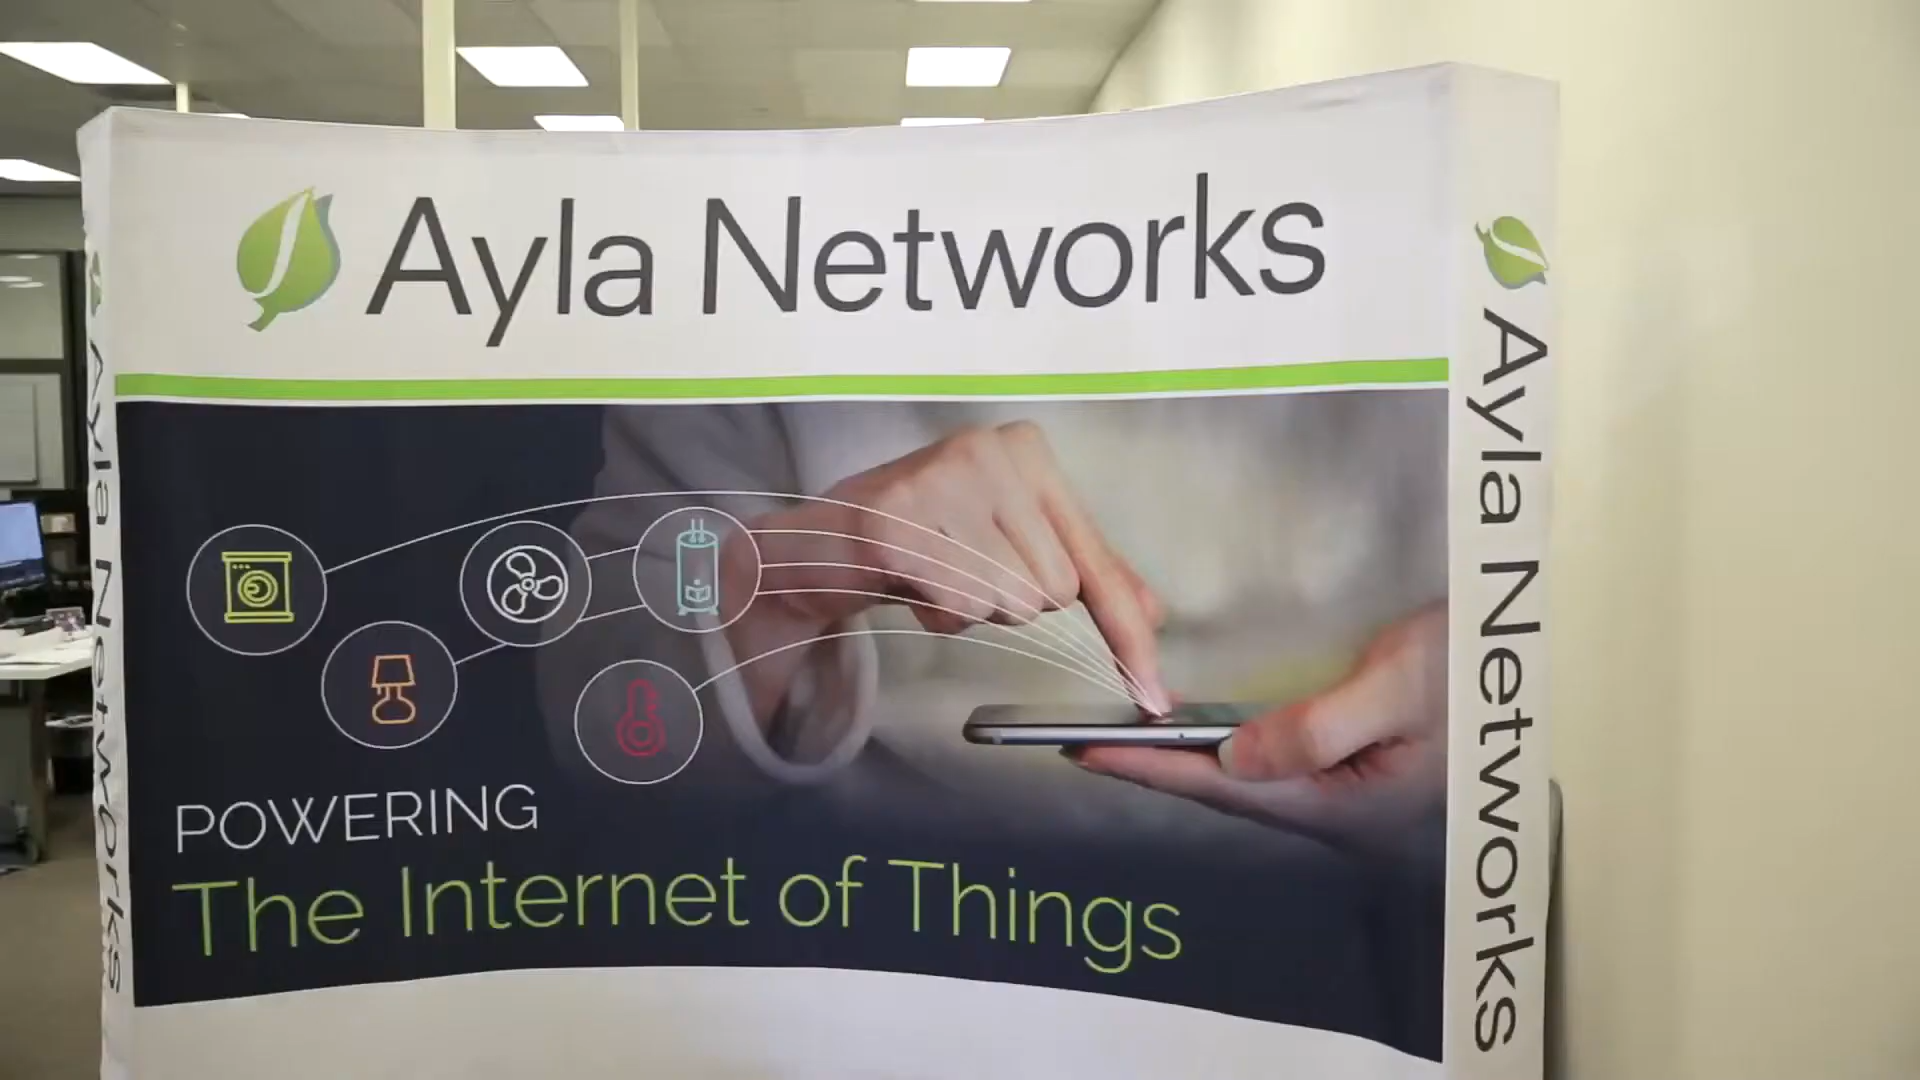 Ayla Networks
POWERING
The Internet of Things
Ayla Networks
Ayla Networks